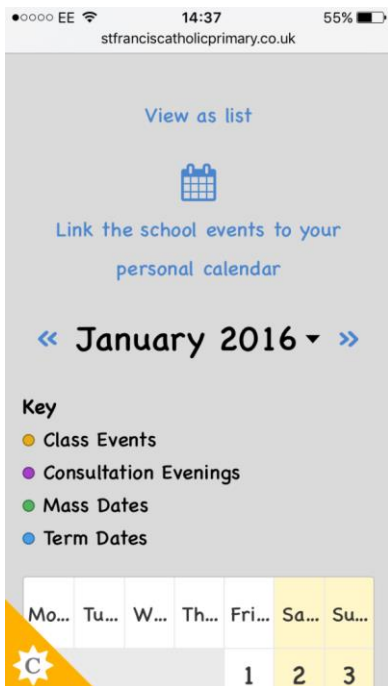 EE 14:37 55%
stfranciscatholicprimary.co.uk
View as list
Link the school events to your
personal calendar
« January 2016 »
Key
Class Events
Consultation Evenings
Mass Dates
Term Dates
Mo... Tu... W... Th... Fri... Sa... Su...
C
1 2 3